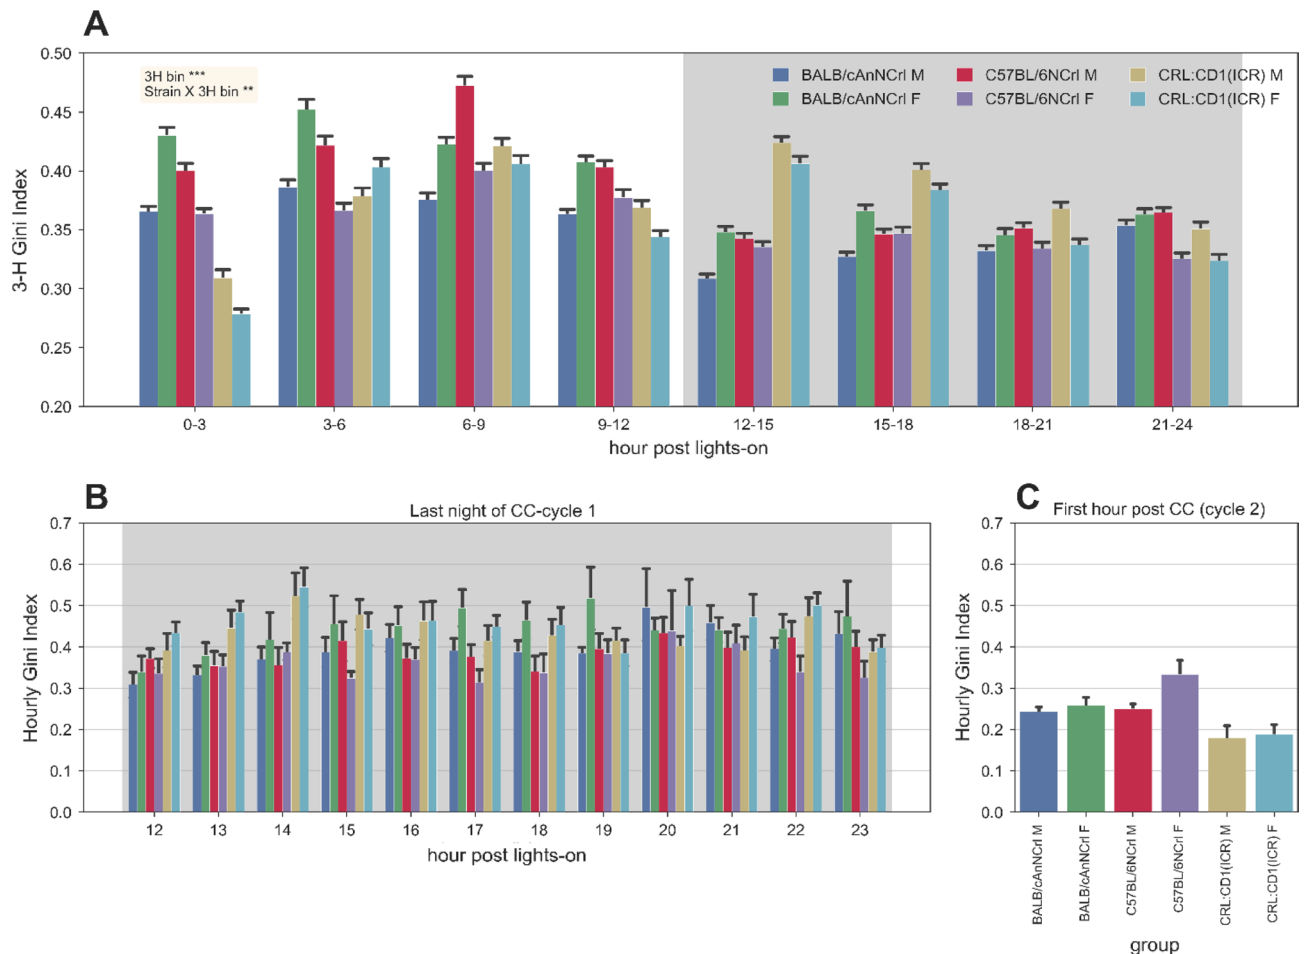 A
0.50
0.45
0.40
0.35
0.30
0.25
0.20
3-H Gini Index
3H bin ***
Strain X 3H bin **
BALB/cAnNCrl M
C57BL/6NCrl M
CRL:CD1(ICR) M
BALB/cAnNCrl F
C57BL/6NCrl F
CRL:CD1(ICR) F
0-3
3-6
6-9
9-12
12-15
15-18
18-21
21-24
hour post lights-on
B
Last night of CC-cycle 1
0.7
0.6
0.5
0.4
0.3
0.2
0.1
0.0
Hourly Gini Index
12
13
14
15
16
17
18
19
20
21
22
23
hour post lights-on
C
First hour post CC (cycle 2)
0.7
0.6
0.5
0.4
0.3
0.2
0.1
0.0
Hourly Gini Index
BALB/cAnNCrl M
BALB/cAnNCrl F
C57BL/6NCrl M
C57BL/6NCrl F
CRL:CD1(ICR) M
CRL:CD1(ICR) F
group